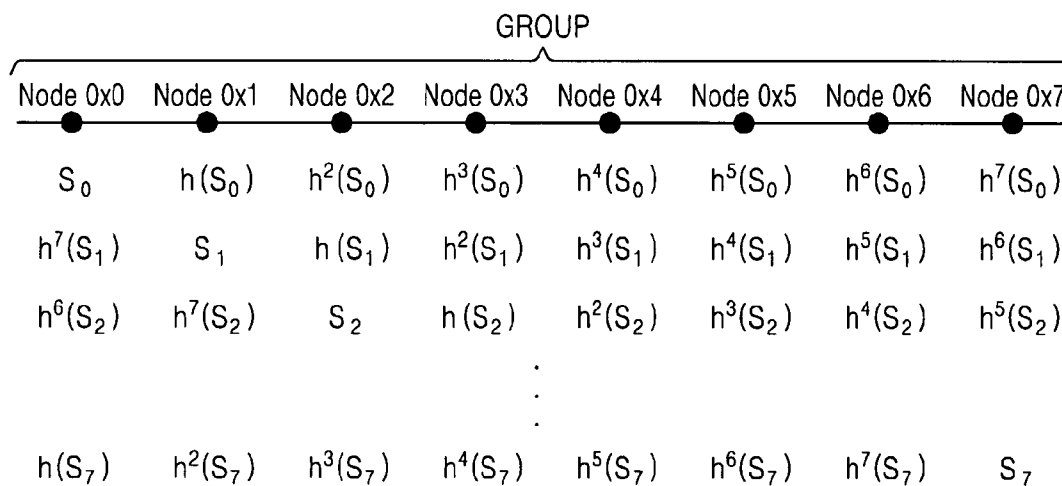 GROUP
Node 0x0 Node 0x1 Node 0x2 Node 0x3 Node 0x4 Node 0x5 Node 0x6 Node 0x7
S₀ h(S₀) h²(S₀) h³(S₀) h⁴(S₀) h⁵(S₀) h⁶(S₀) h⁷(S₀)
h⁷(S₁) S₁ h(S₁) h²(S₁) h³(S₁) h⁴(S₁) h⁵(S₁) h⁶(S₁)
h⁶(S₂) h⁷(S₂) S₂ h(S₂) h²(S₂) h³(S₂) h⁴(S₂) h⁵(S₂)
.
.
.
h(S₇) h²(S₇) h³(S₇) h⁴(S₇) h⁵(S₇) h⁶(S₇) h⁷(S₇) S₇